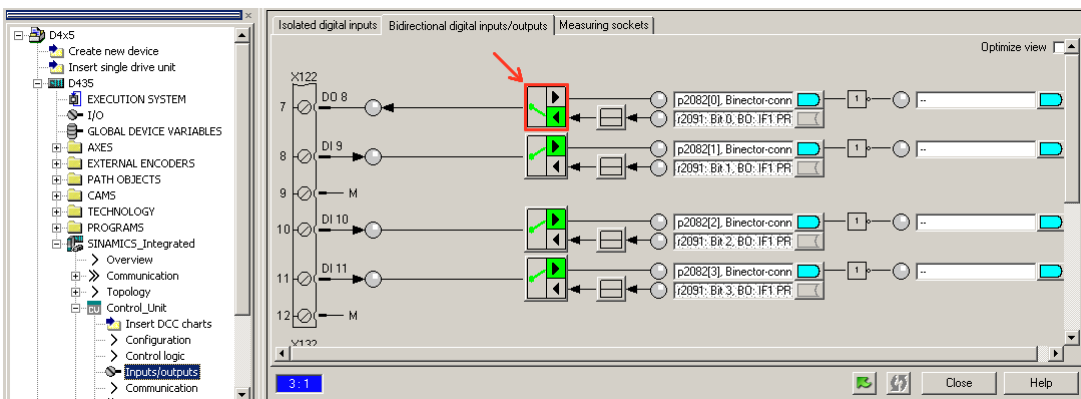 D4x5
Create new device
Insert single drive unit
D435
EXECUTION SYSTEM
I/O
GLOBAL DEVICE VARIABLES
AXES
EXTERNAL ENCODERS
PATH OBJECTS
CAMS
TECHNOLOGY
PROGRAMS
SINAMICS_Integrated
Overview
Communication
Topology
CU Control_Unit
Insert DCC charts
Configuration
Control logic
Inputs/outputs
Communication
Isolated digital inputs Bidirectional digital inputs/outputs Measuring sockets
Optimize view
X122
7 DO 8 p2082[0], Binector-conn 1 --
r2091: Bit 0, BO: IF1 PR
8 DI 9 p2082[1], Binector-conn 1 --
r2091: Bit 1, BO: IF1 PR
9 M
10 DI 10 p2082[2], Binector-conn 1 --
r2091: Bit 2, BO: IF1 PR
11 DI 11 p2082[3], Binector-conn 1 --
r2091: Bit 3, BO: IF1 PR
12 M
X132
3:1 Close Help